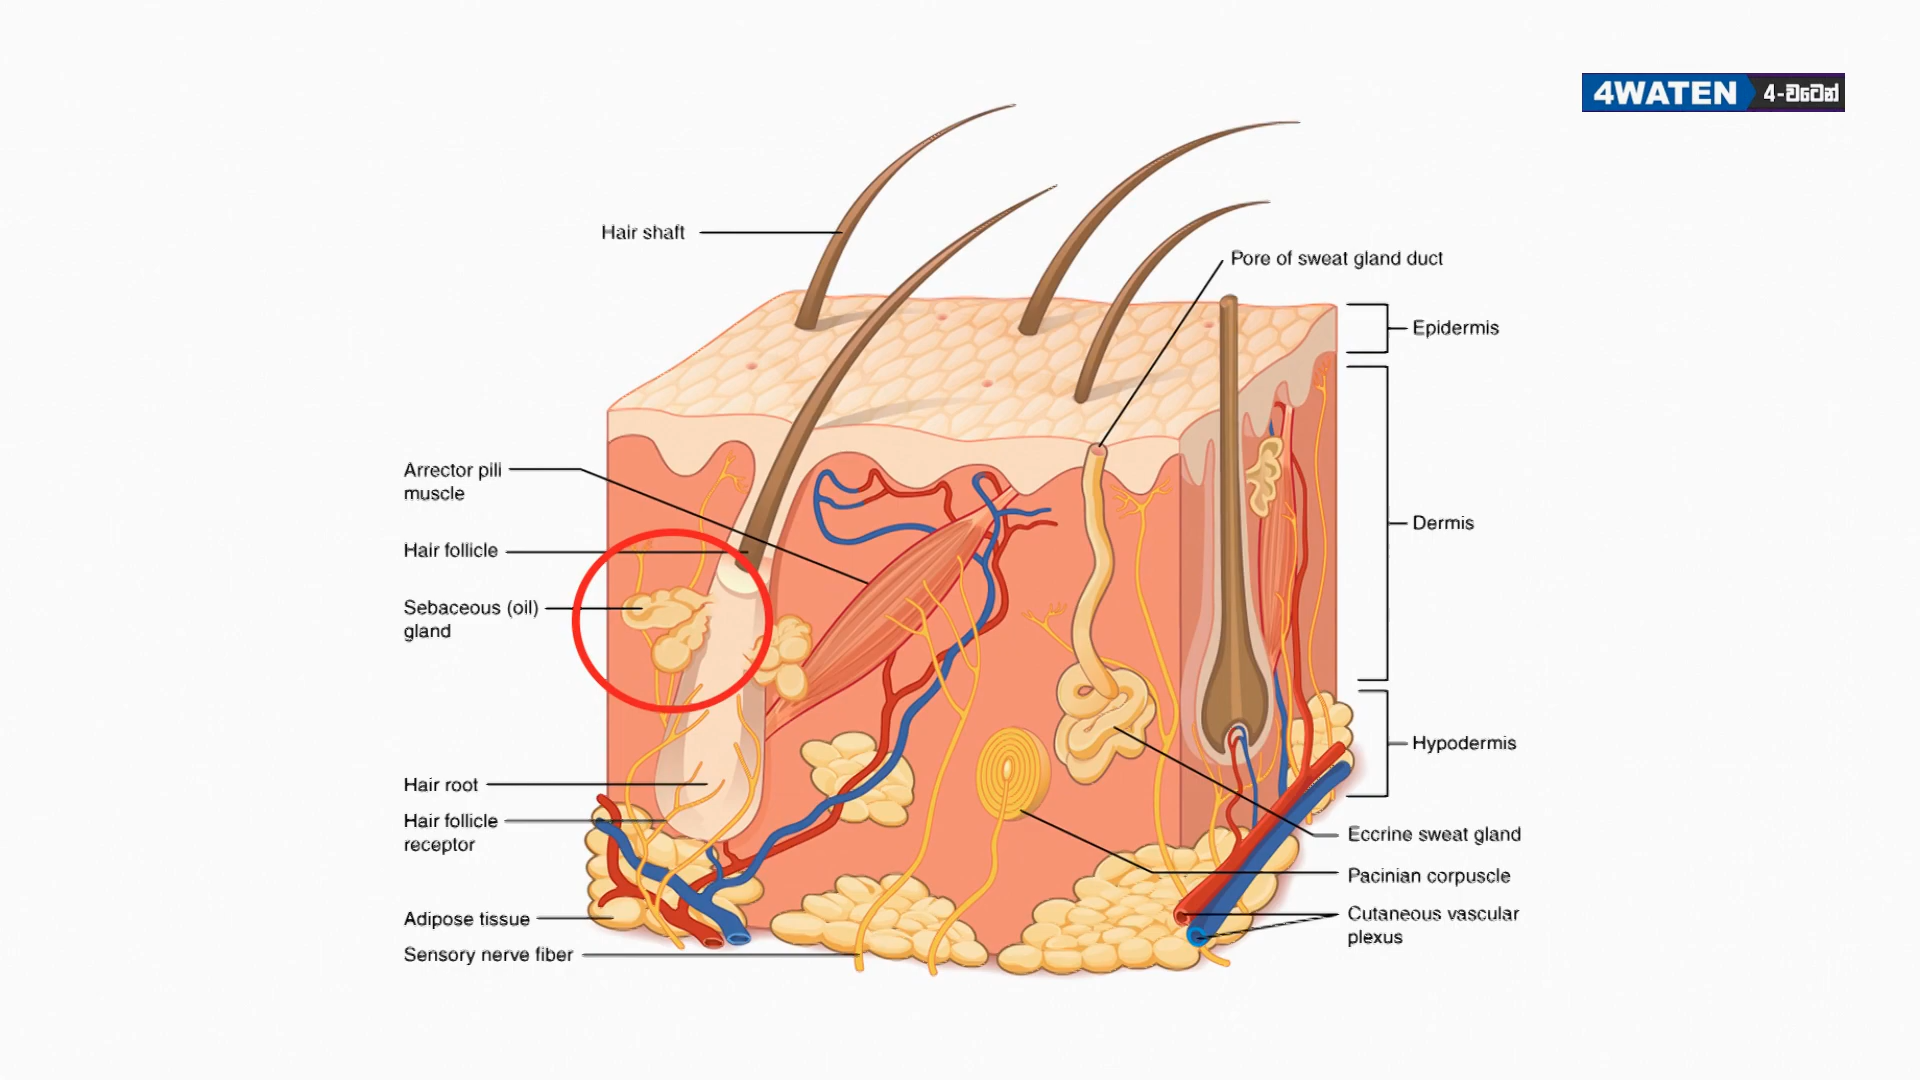 4WATEN 4-වටෙන්
Hair shaft
Pore of sweat gland duct
Epidermis
Arrector pili
muscle
Dermis
Hair follicle
Sebaceous (oil)
gland
Hypodermis
Hair root
Hair follicle
receptor
Eccrine sweat gland
Pacinian corpuscle
Adipose tissue
Cutaneous vascular
plexus
Sensory nerve fiber